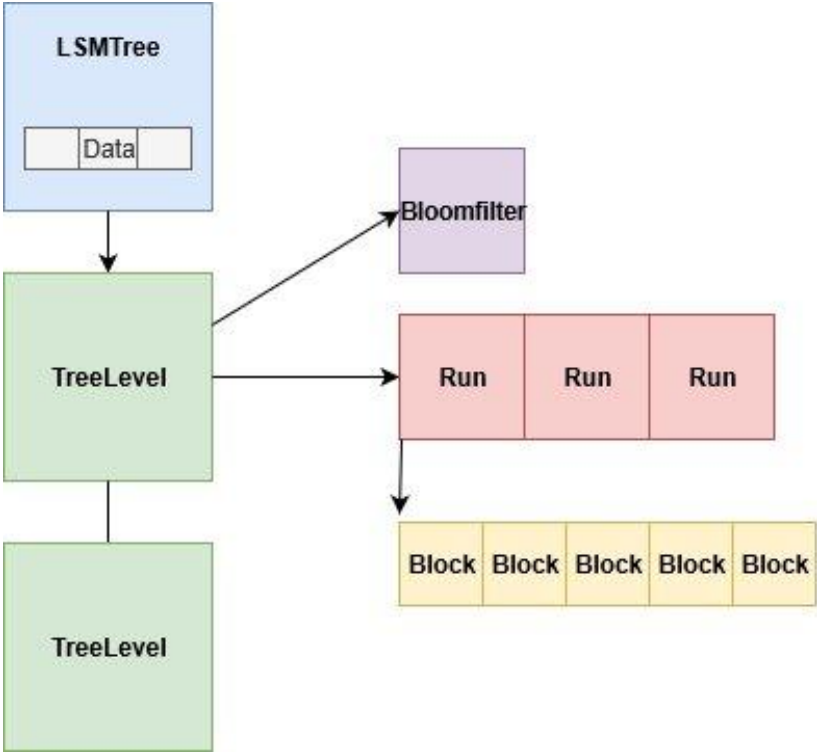 LSMTree
Data
Bloomfilter
TreeLevel
Run Run Run
Block Block Block Block Block
TreeLevel